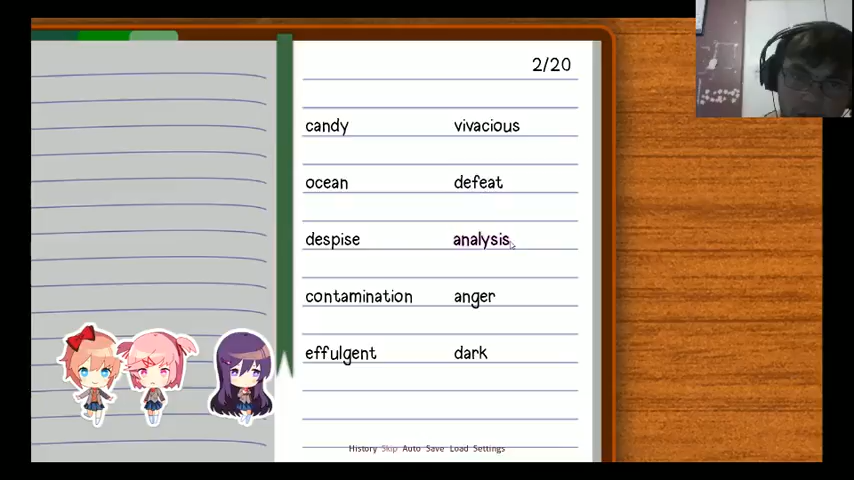 2/20
candy vivacious
ocean defeat
despise analysis
contamination anger
effulgent dark
History Skip Auto Save Load Settings